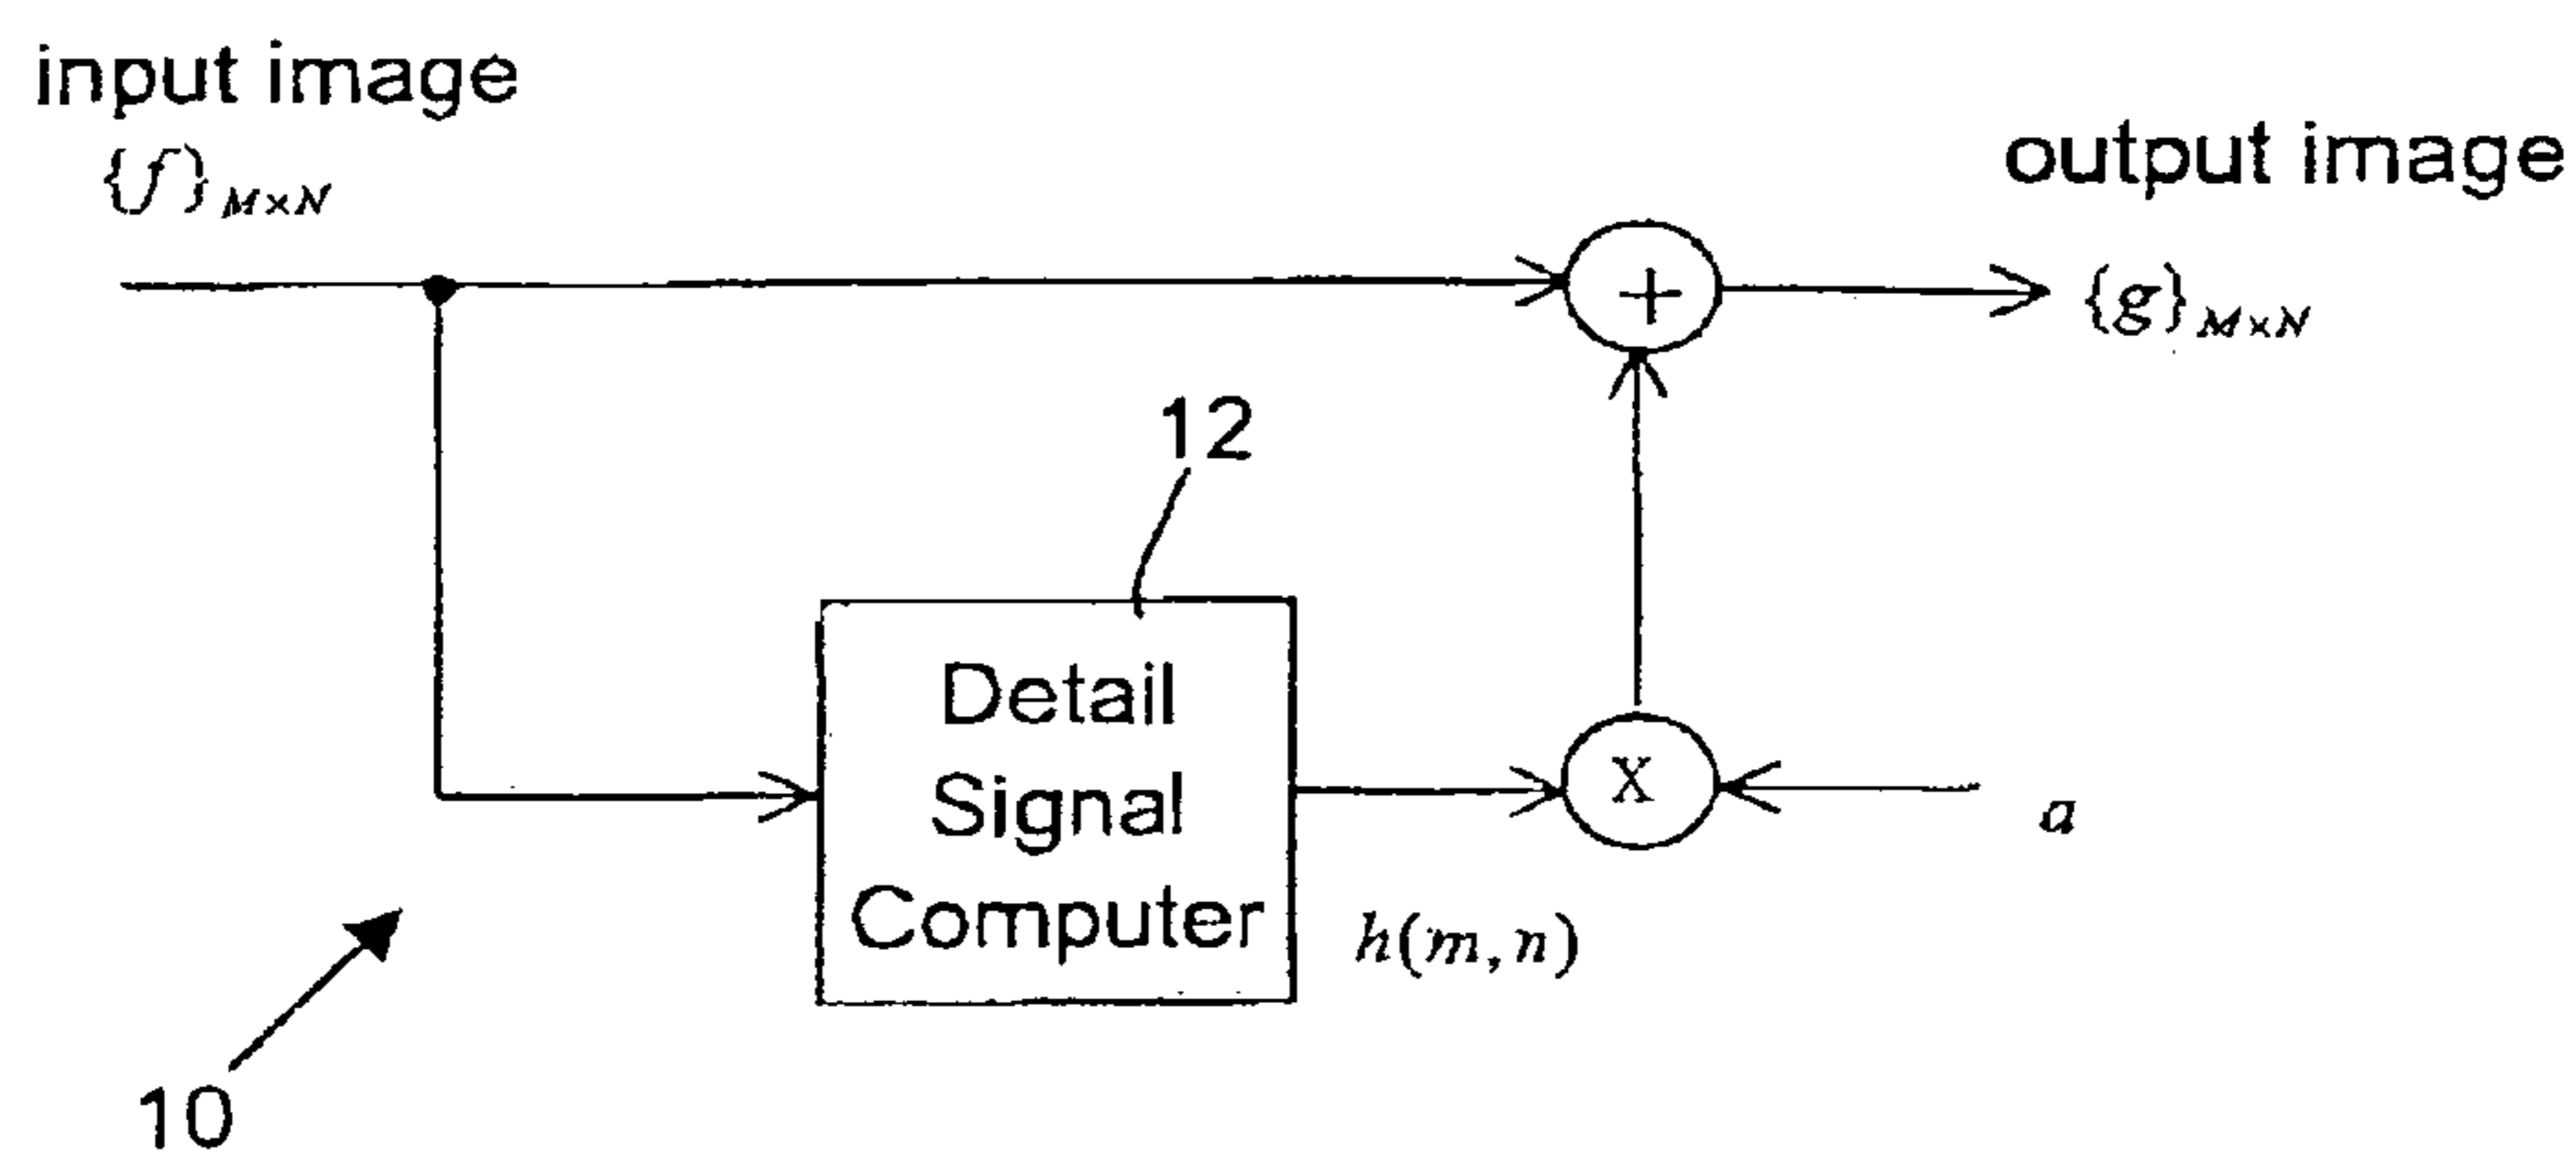 input image
{f}M×N
output image
+
{g}M×N
12
Detail
Signal
Computer
X
a
h(m,n)
10